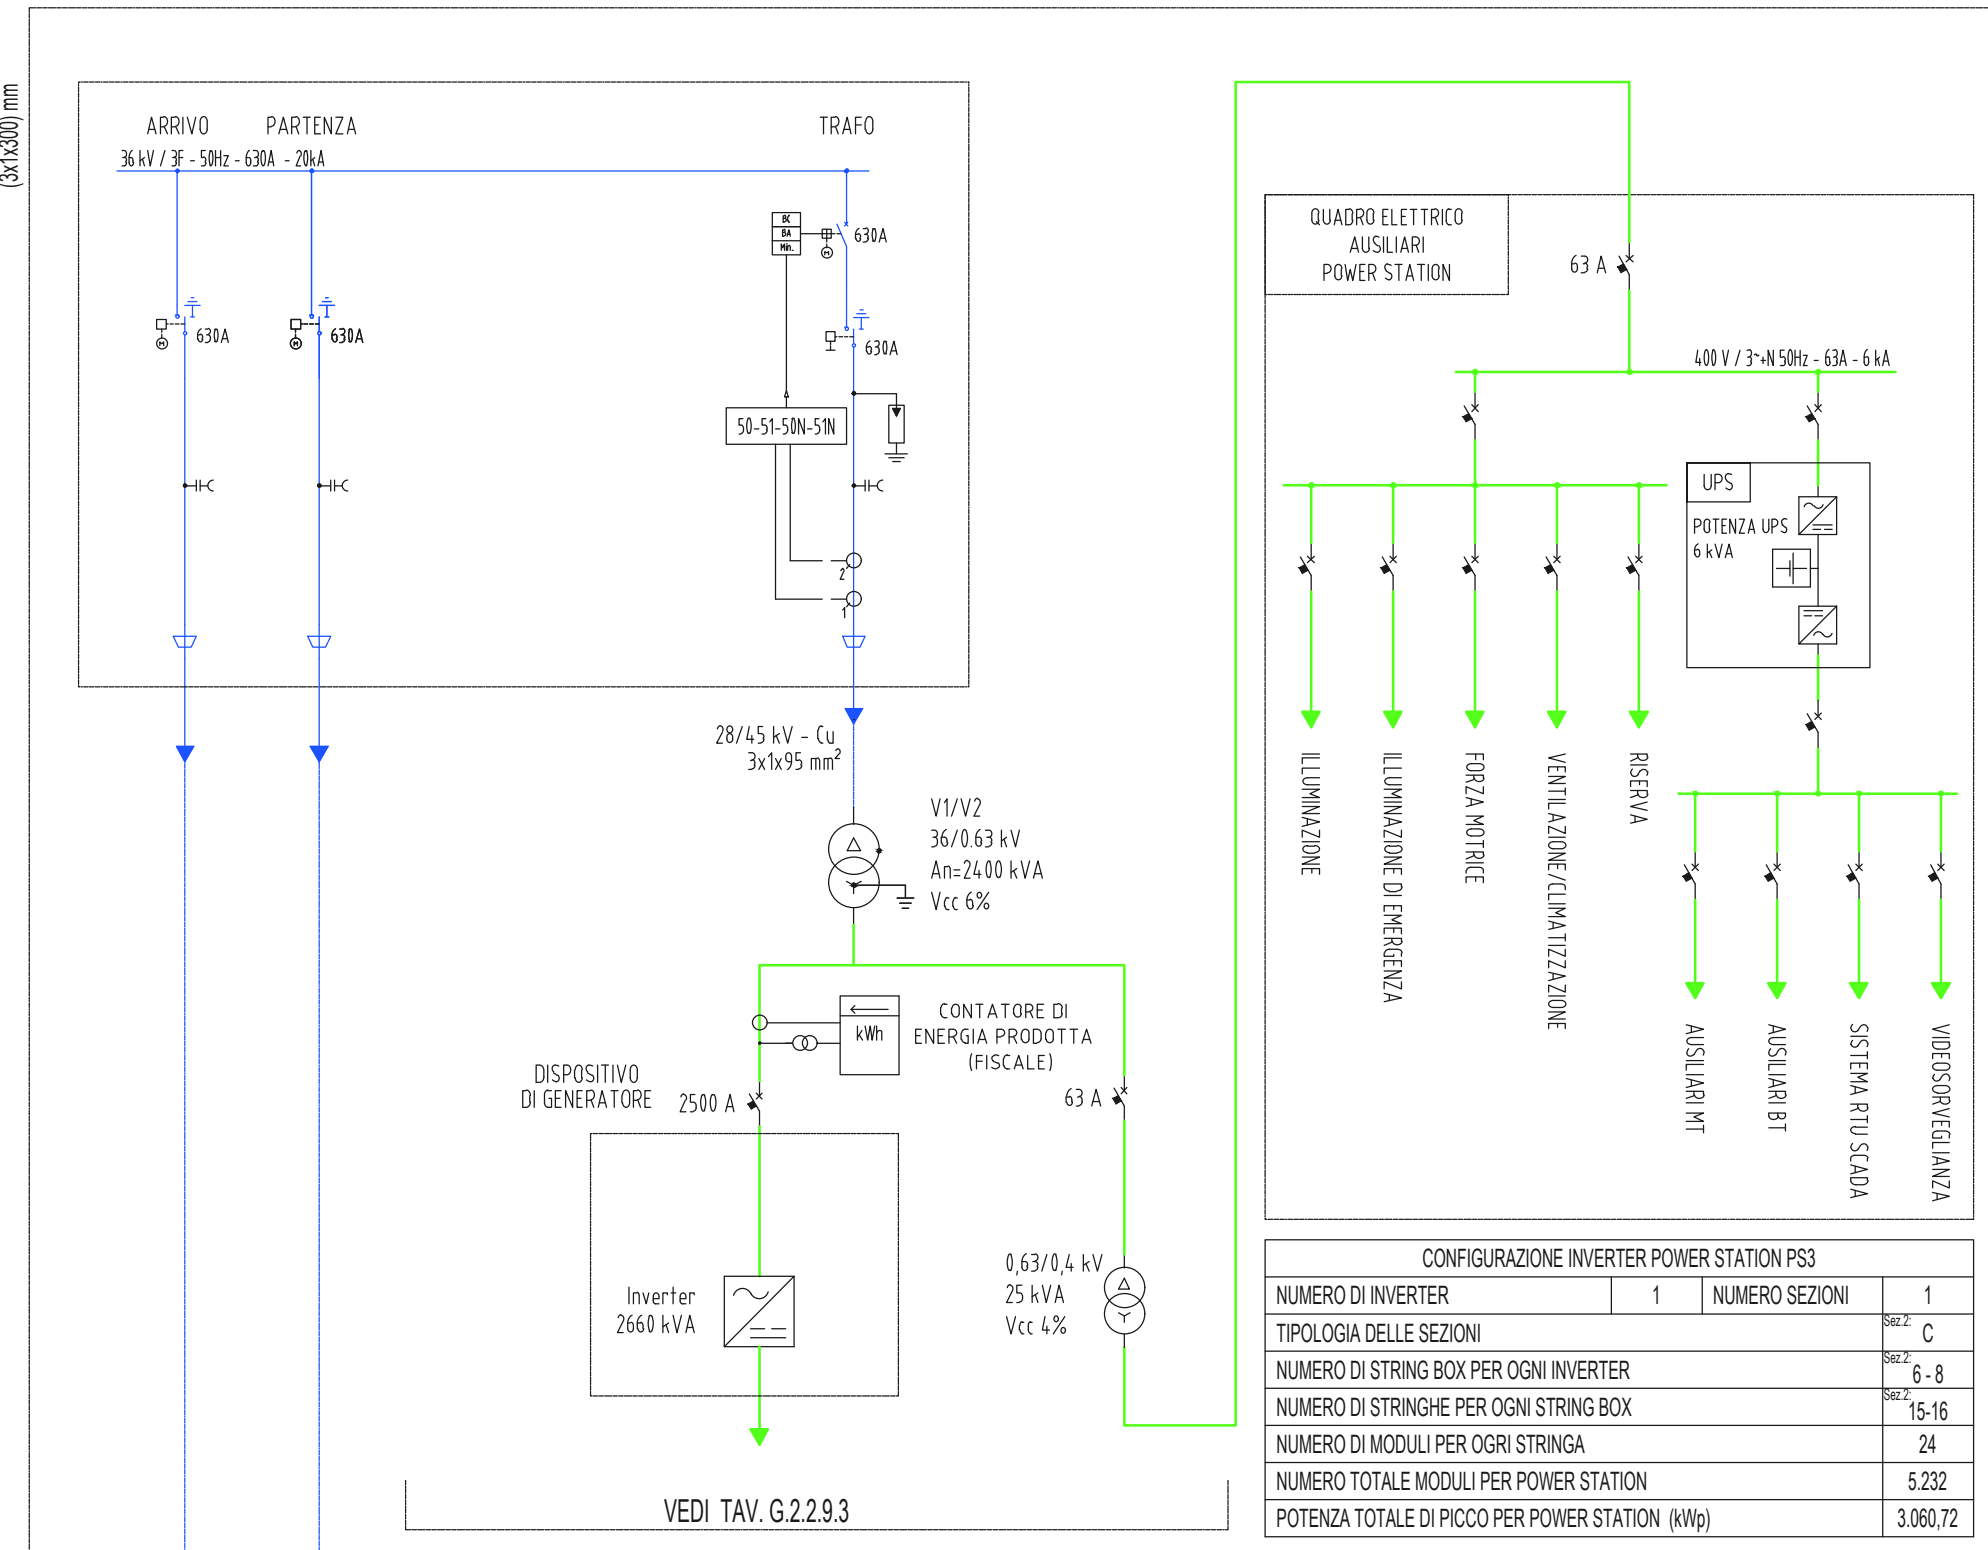 (3x1x300) mm
ARRIVO
PARTENZA
TRAFO
36 kV / 3F - 50Hz - 630A - 20kA
BC
BA
Min.
M
630A
M
630A
M
630A
630A
50-51-50N-51N
2
1
28/45 kV - Cu
3x1x95 mm²
V1/V2
36/0.63 kV
An=2400 kVA
Vcc 6%
kWh
CONTATORE DI
ENERGIA PRODOTTA
(FISCALE)
DISPOSITIVO
DI GENERATORE
2500 A
63 A
Inverter
2660 kVA
0,63/0,4 kV
25 kVA
Vcc 4%
VEDI TAV. G.2.2.9.3
QUADRO ELETTRICO
AUSILIARI
POWER STATION
63 A
400 V / 3~+N 50Hz - 63A - 6 kA
UPS
POTENZA UPS
6 kVA
ILLUMINAZIONE
ILLUMINAZIONE DI EMERGENZA
FORZA MOTRICE
VENTILAZIONE/CLIMATIZZAZIONE
RISERVA
AUSILIARI MT
AUSILIARI BT
SISTEMA RTU SCADA
VIDEOSORVEGLIANZA
CONFIGURAZIONE INVERTER POWER STATION PS3
NUMERO DI INVERTER 1 NUMERO SEZIONI 1
TIPOLOGIA DELLE SEZIONI Sez.2: C
NUMERO DI STRING BOX PER OGNI INVERTER Sez.2: 6 - 8
NUMERO DI STRINGHE PER OGNI STRING BOX Sez.2: 15-16
NUMERO DI MODULI PER OGRI STRINGA 24
NUMERO TOTALE MODULI PER POWER STATION 5.232
POTENZA TOTALE DI PICCO PER POWER STATION (kWp) 3.060,72